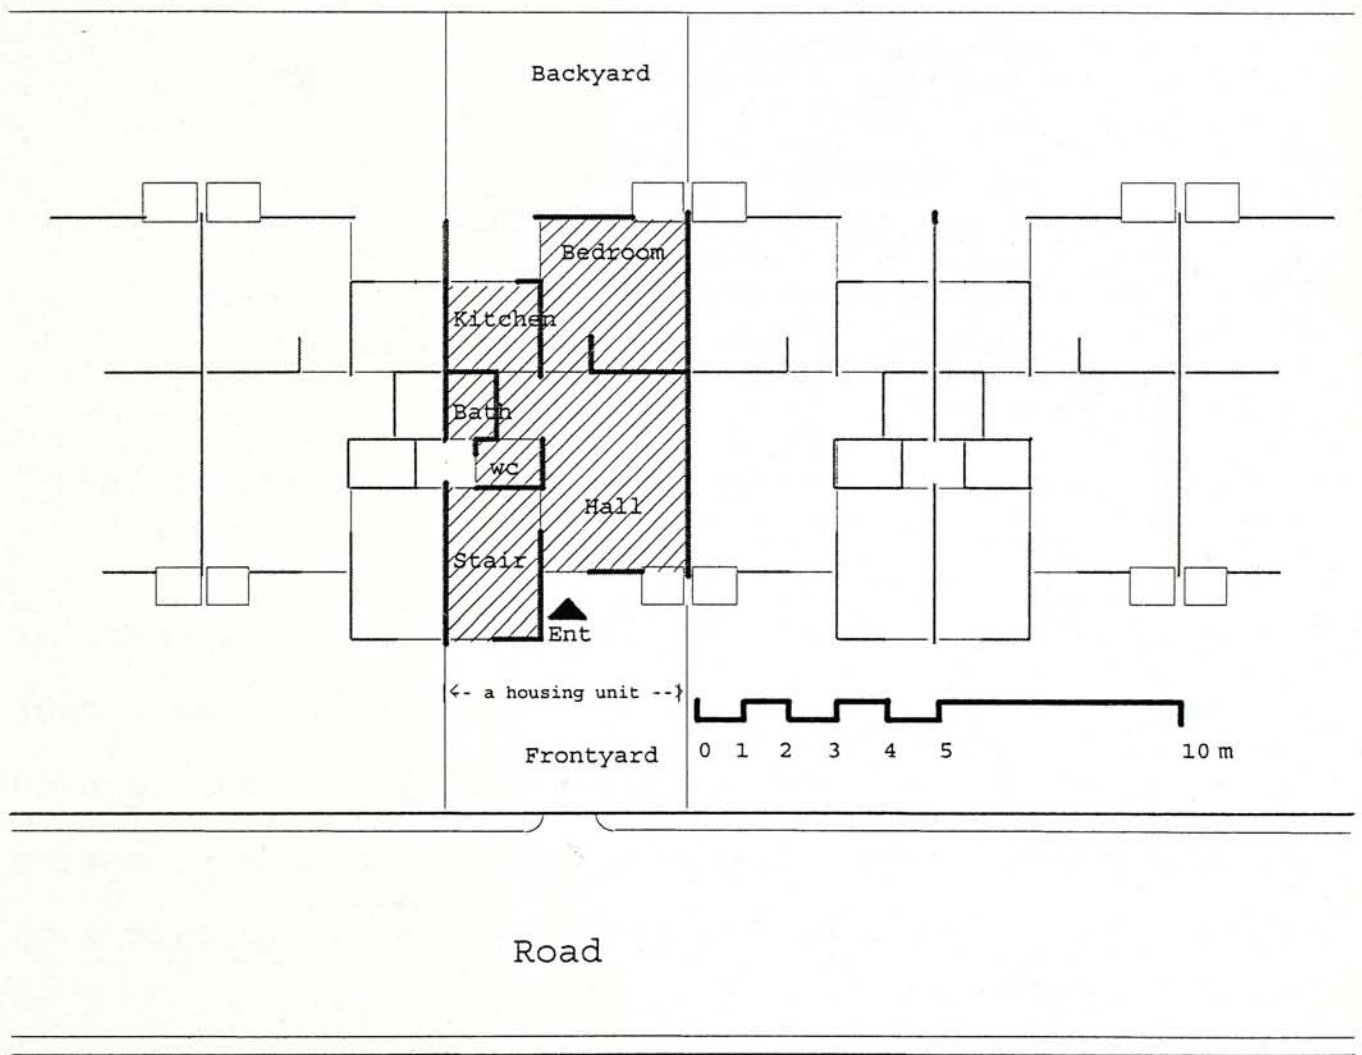 Backyard
Bedroom
Kitchen
Bath
wc
Hall
Stair
Ent
<-- a housing unit -->
0 1 2 3 4 5 10 m
Frontyard
Road